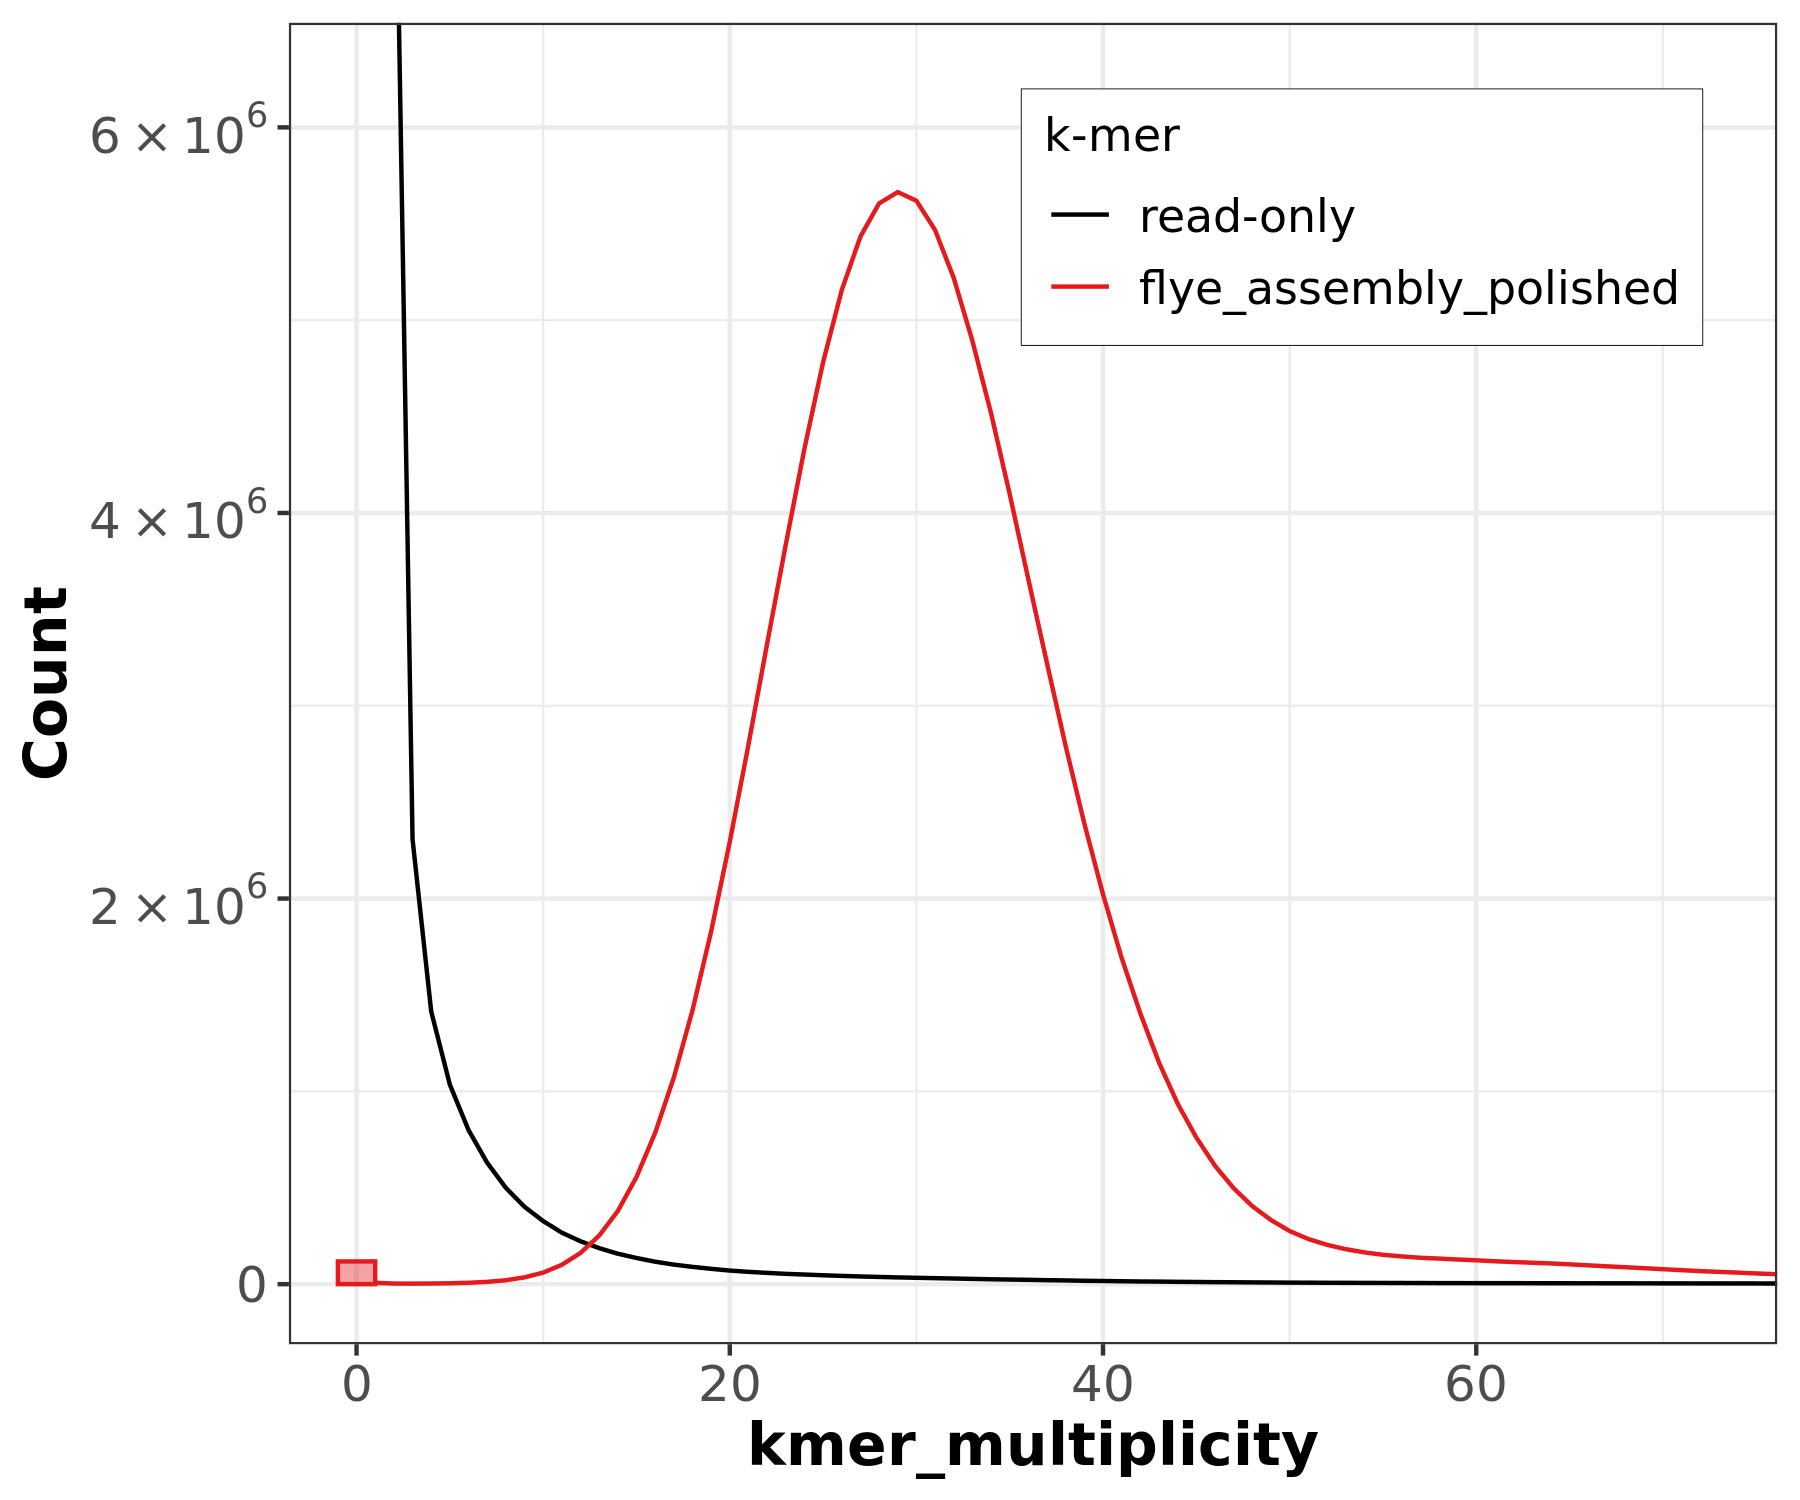 6×10⁶
4×10⁶
2×10⁶
0
Count
k-mer
read-only
flye_assembly_polished
0 20 40 60
kmer_multiplicity